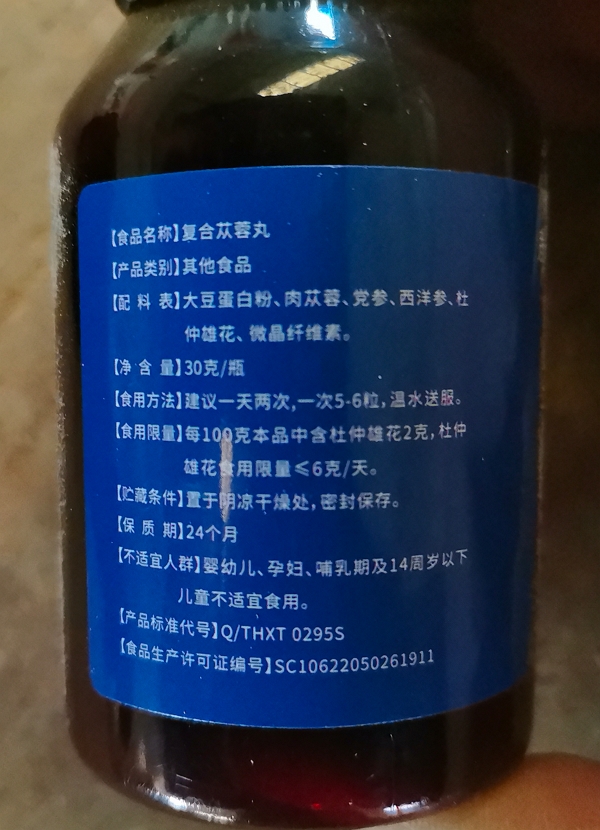 【食品名称】复合苁蓉丸
【产品类别】其他食品
【配 料 表】大豆蛋白粉、肉苁蓉、党参、西洋参、杜
仲雄花、微晶纤维素。
【净 含 量】30克/瓶
【食用方法】建议一天两次,一次5-6粒,温水送服。
【食用限量】每100克本品中含杜仲雄花2克,杜仲
雄花食用限量≤6克/天。
【贮藏条件】置于阴凉干燥处,密封保存。
【保 质 期】24个月
【不适宜人群】婴幼儿、孕妇、哺乳期及14周岁以下
儿童不适宜食用。
【产品标准代号】Q/THXT 0295S
【食品生产许可证编号】SC10622050261911